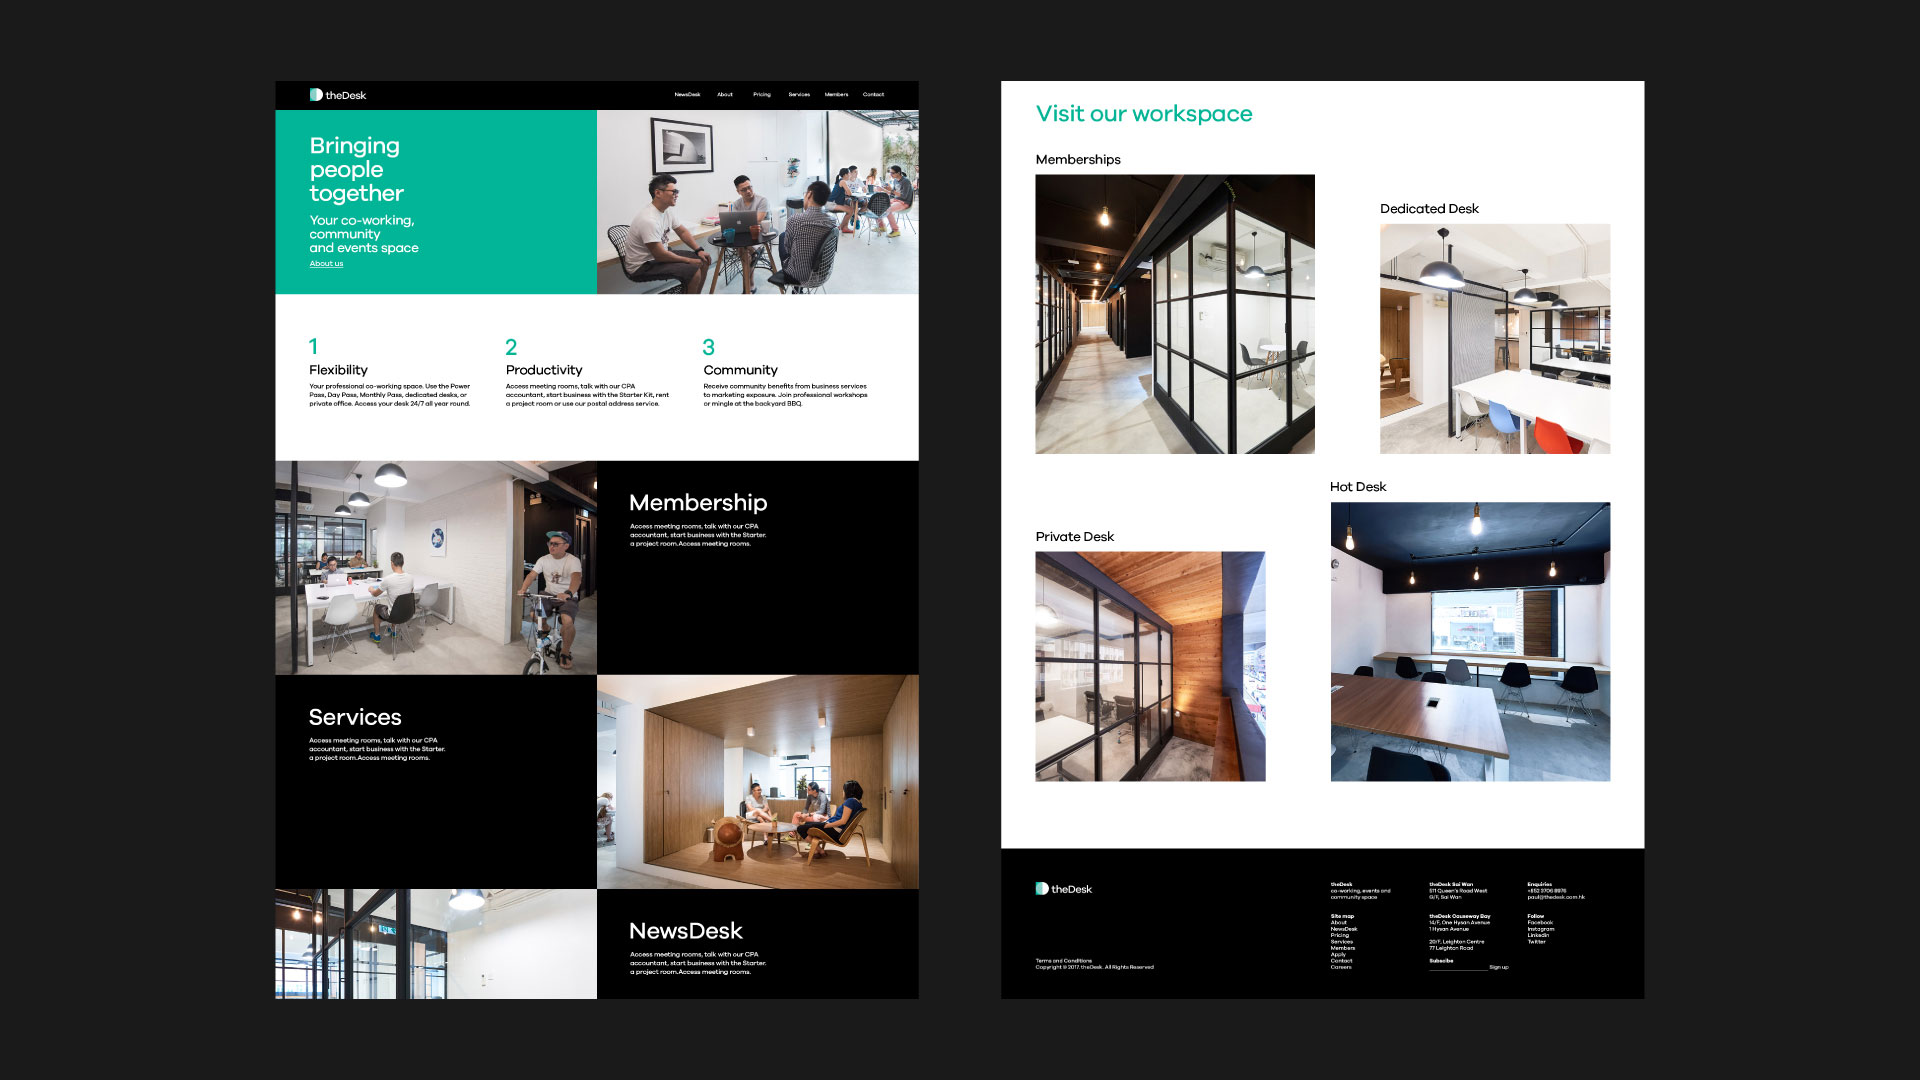 theDesk
NewsDesk
About
Pricing
Services
Members
Contact
Bringing
people
together
Your co-working,
community
and events space
About us
1
Flexibility
Your professional co-working space. Use the Power
Pass, Day Pass, Monthly Pass, dedicated desks, or
private office. Access your desk 24/7 all year round.
2
Productivity
Access meeting rooms, talk with our CPA
accountant, start business with the Starter Kit, rent
a project room or use our postal address service.
3
Community
Receive community benefits from business services
to marketing exposure. Join professional workshops
or mingle at the backyard BBQ.
Membership
Access meeting rooms, talk with our CPA
accountant, start business with the Starter.
a project room.Access meeting rooms.
Services
Access meeting rooms, talk with our CPA
accountant, start business with the Starter.
a project room.Access meeting rooms.
NewsDesk
Access meeting rooms, talk with our CPA
accountant, start business with the Starter.
a project room.Access meeting rooms.
Visit our workspace
Memberships
Dedicated Desk
Private Desk
Hot Desk
theDesk
Terms and Conditions
Copyright © 2017. theDesk. All Rights Reserved
theDesk
co-working, events and
community space
Site map
About
NewsDesk
Pricing
Services
Members
Apply
Contact
Careers
theDesk Sai Wan
511 Queen's Road West
G/F, Sai Wan
theDesk Causeway Bay
14/F, One Hysan Avenue
1 Hysan Avenue
20/F, Leighton Centre
77 Leighton Road
Subscibe
Sign up
Enquiries
+852 3706 8976
paul@thedesk.com.hk
Follow
Facebook
Instagram
Linkedin
Twitter